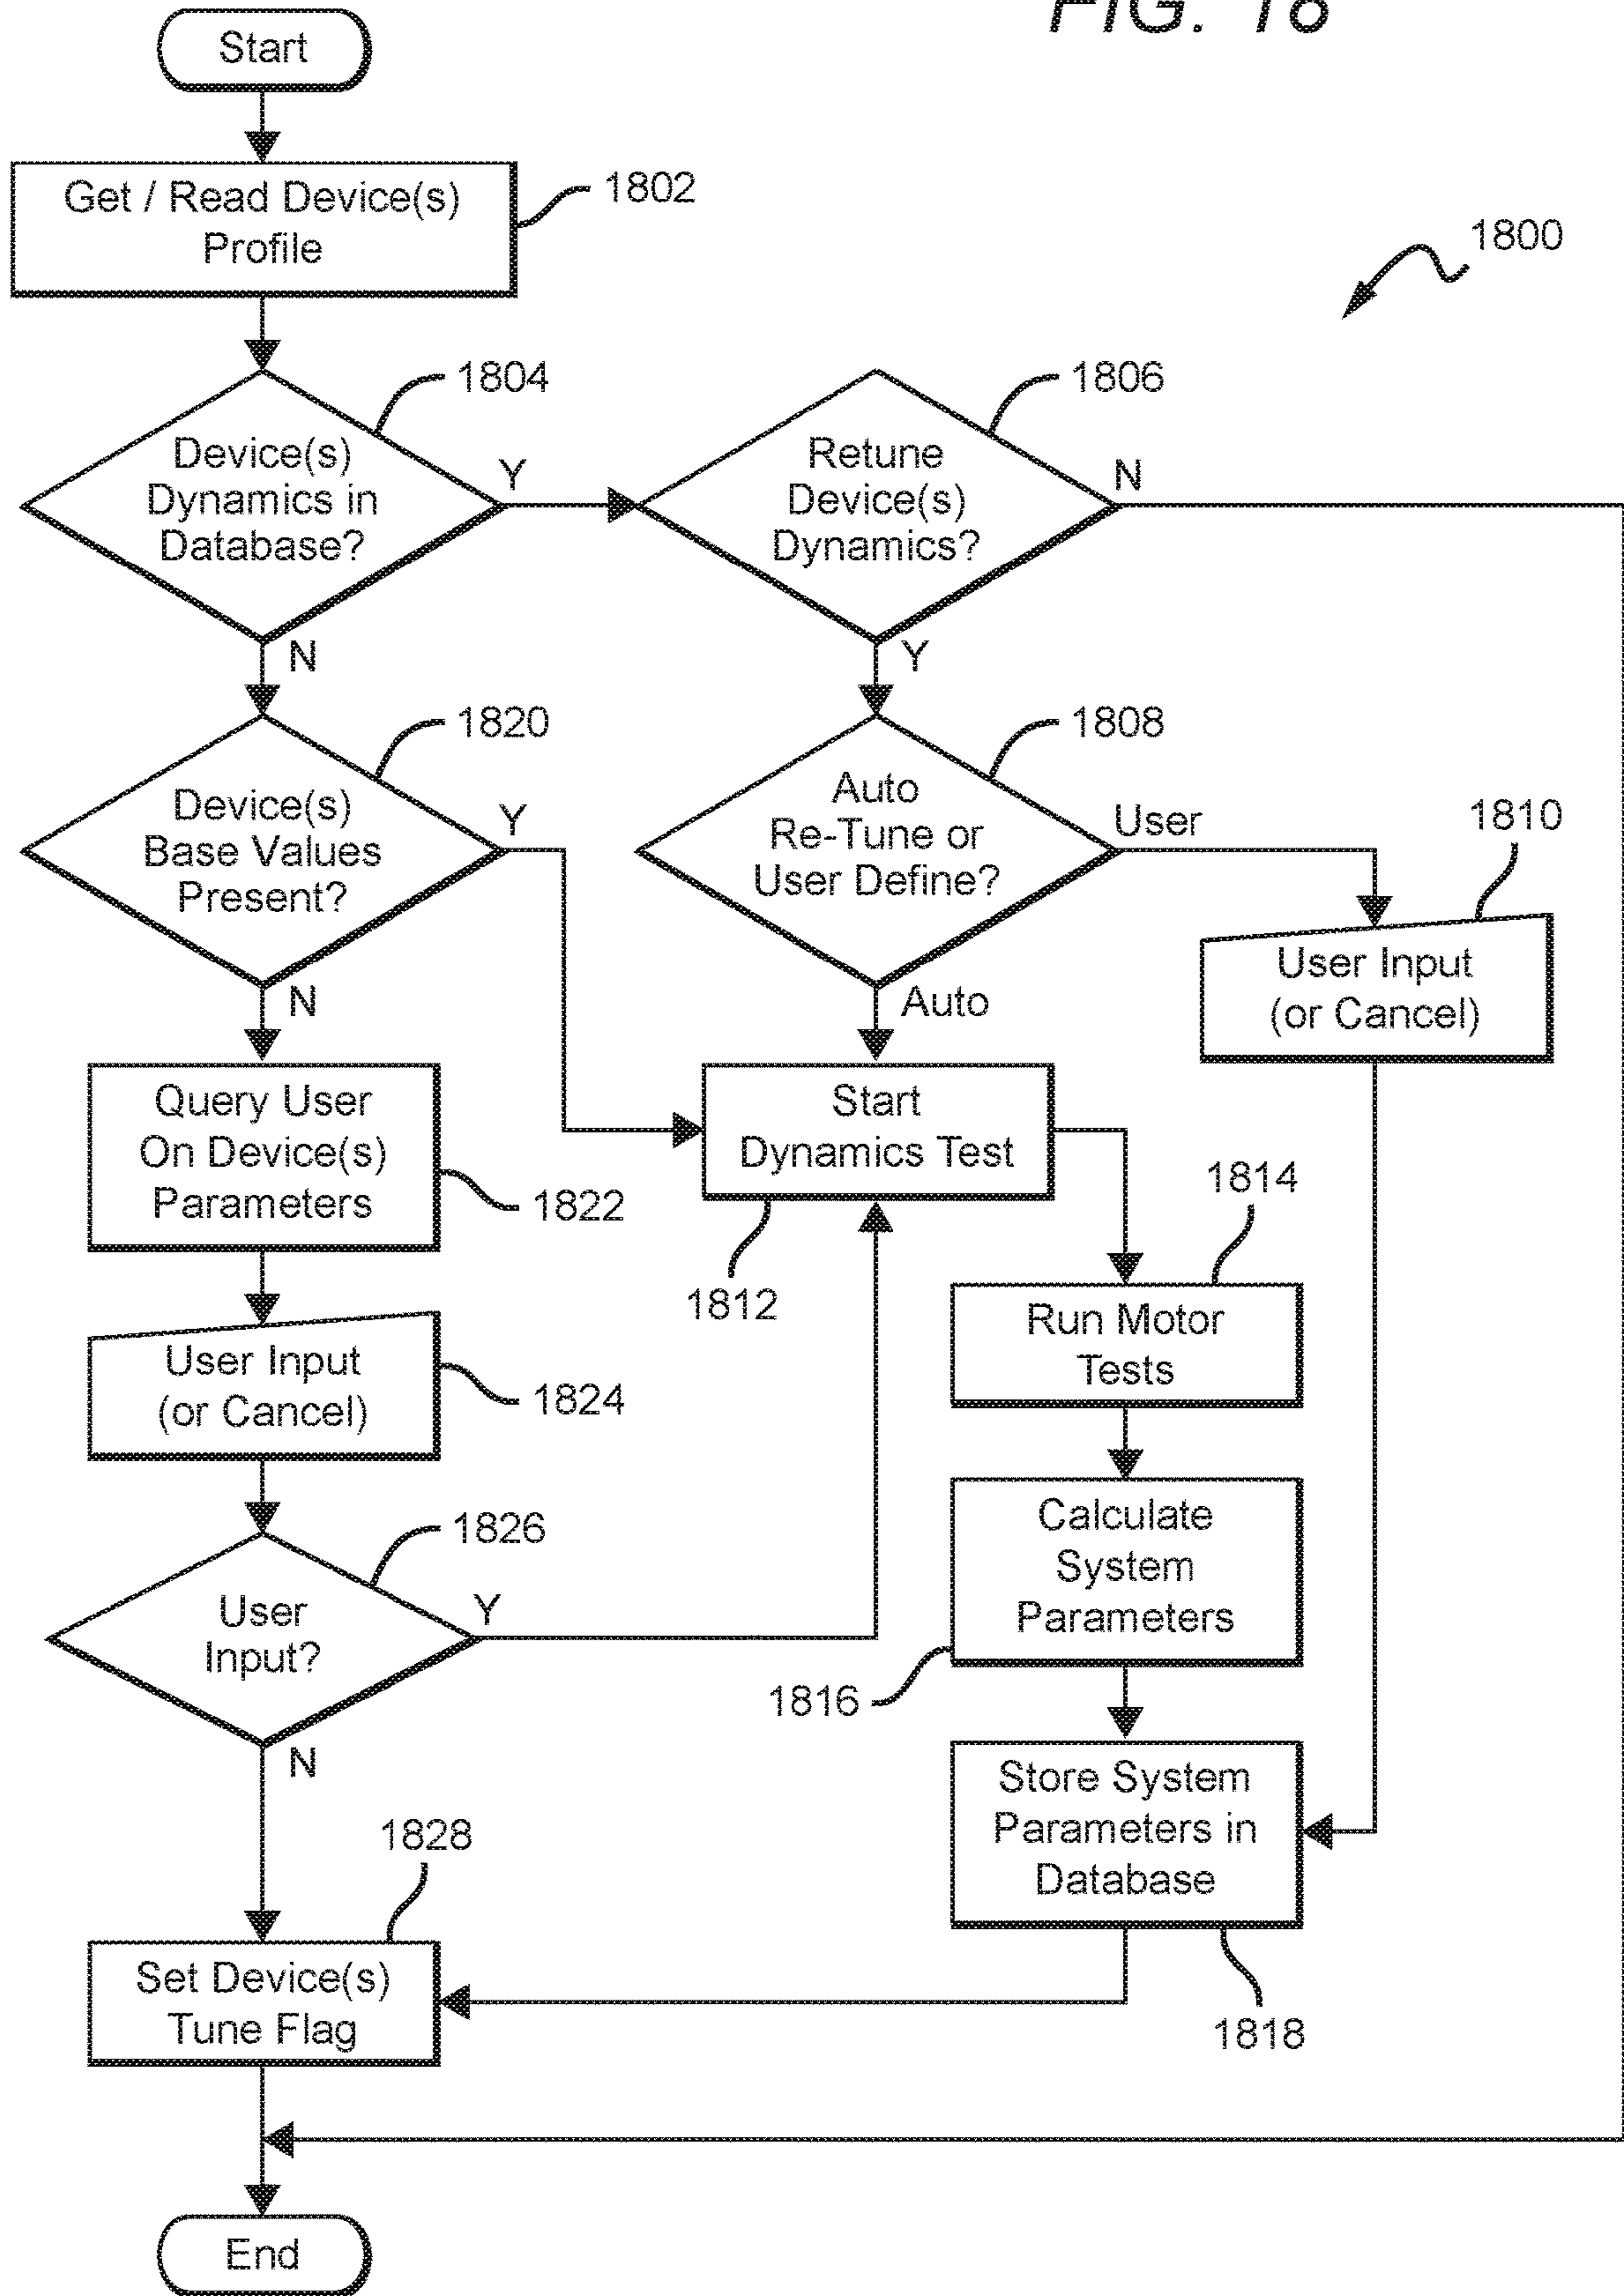 FIG. 18
Start
Get / Read Device(s)
Profile
1802
1800
Device(s)
Dynamics in
Database?
1804
Y
N
Retune
Device(s)
Dynamics?
1806
N
Y
Device(s)
Base Values
Present?
1820
Y
N
Auto
Re-Tune or
User Define?
1808
User
Auto
1810
User Input
(or Cancel)
Query User
On Device(s)
Parameters
1822
Start
Dynamics Test
1812
1814
Run Motor
Tests
User Input
(or Cancel)
1824
Calculate
System
Parameters
1816
User
Input?
1826
Y
N
Store System
Parameters in
Database
1818
1828
Set Device(s)
Tune Flag
End